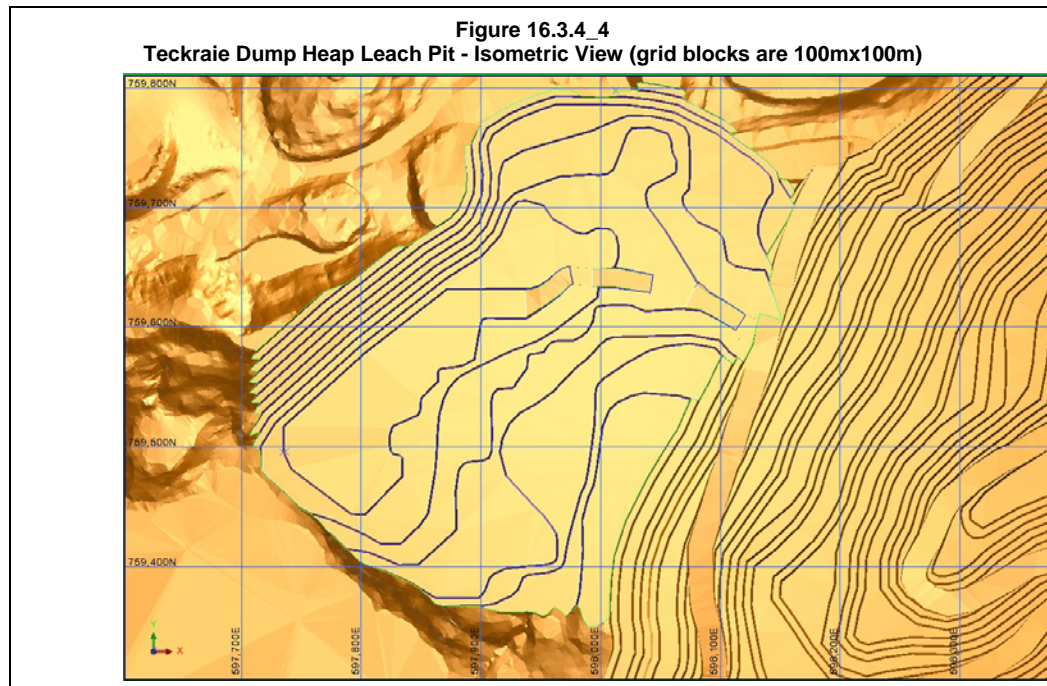 Figure 16.3.4_4
Teckraie Dump Heap Leach Pit - Isometric View (grid blocks are 100mx100m)
759,800N
759,700N
759,600N
759,500N
759,400N
597,700E
597,800E
597,900E
598,000E
598,100E
598,200E
598,300E
Y
X